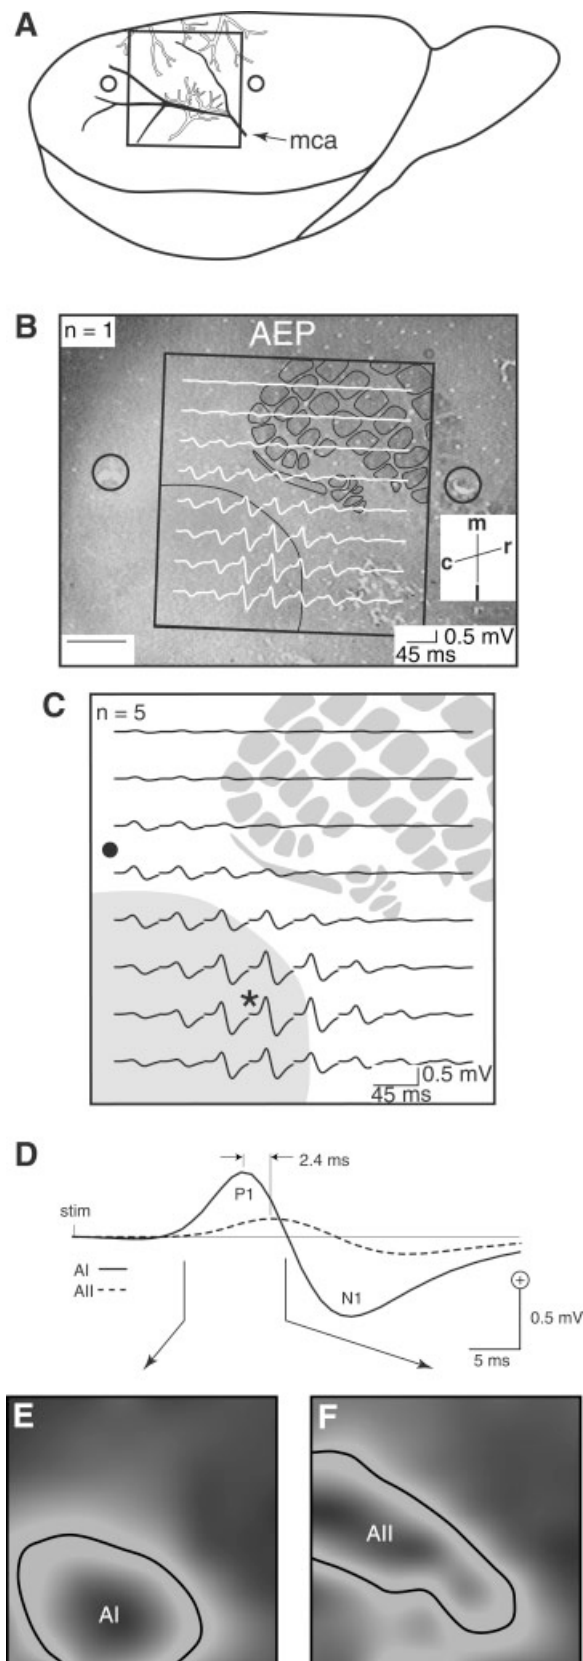 A
mca
B
n = 1
AEP
m
c
r
l
0.5 mV
45 ms
C
n = 5
*
0.5 mV
45 ms
D
2.4 ms
P1
stim
AI
AII
N1
+
0.5 mV
5 ms
E
AI
F
AII